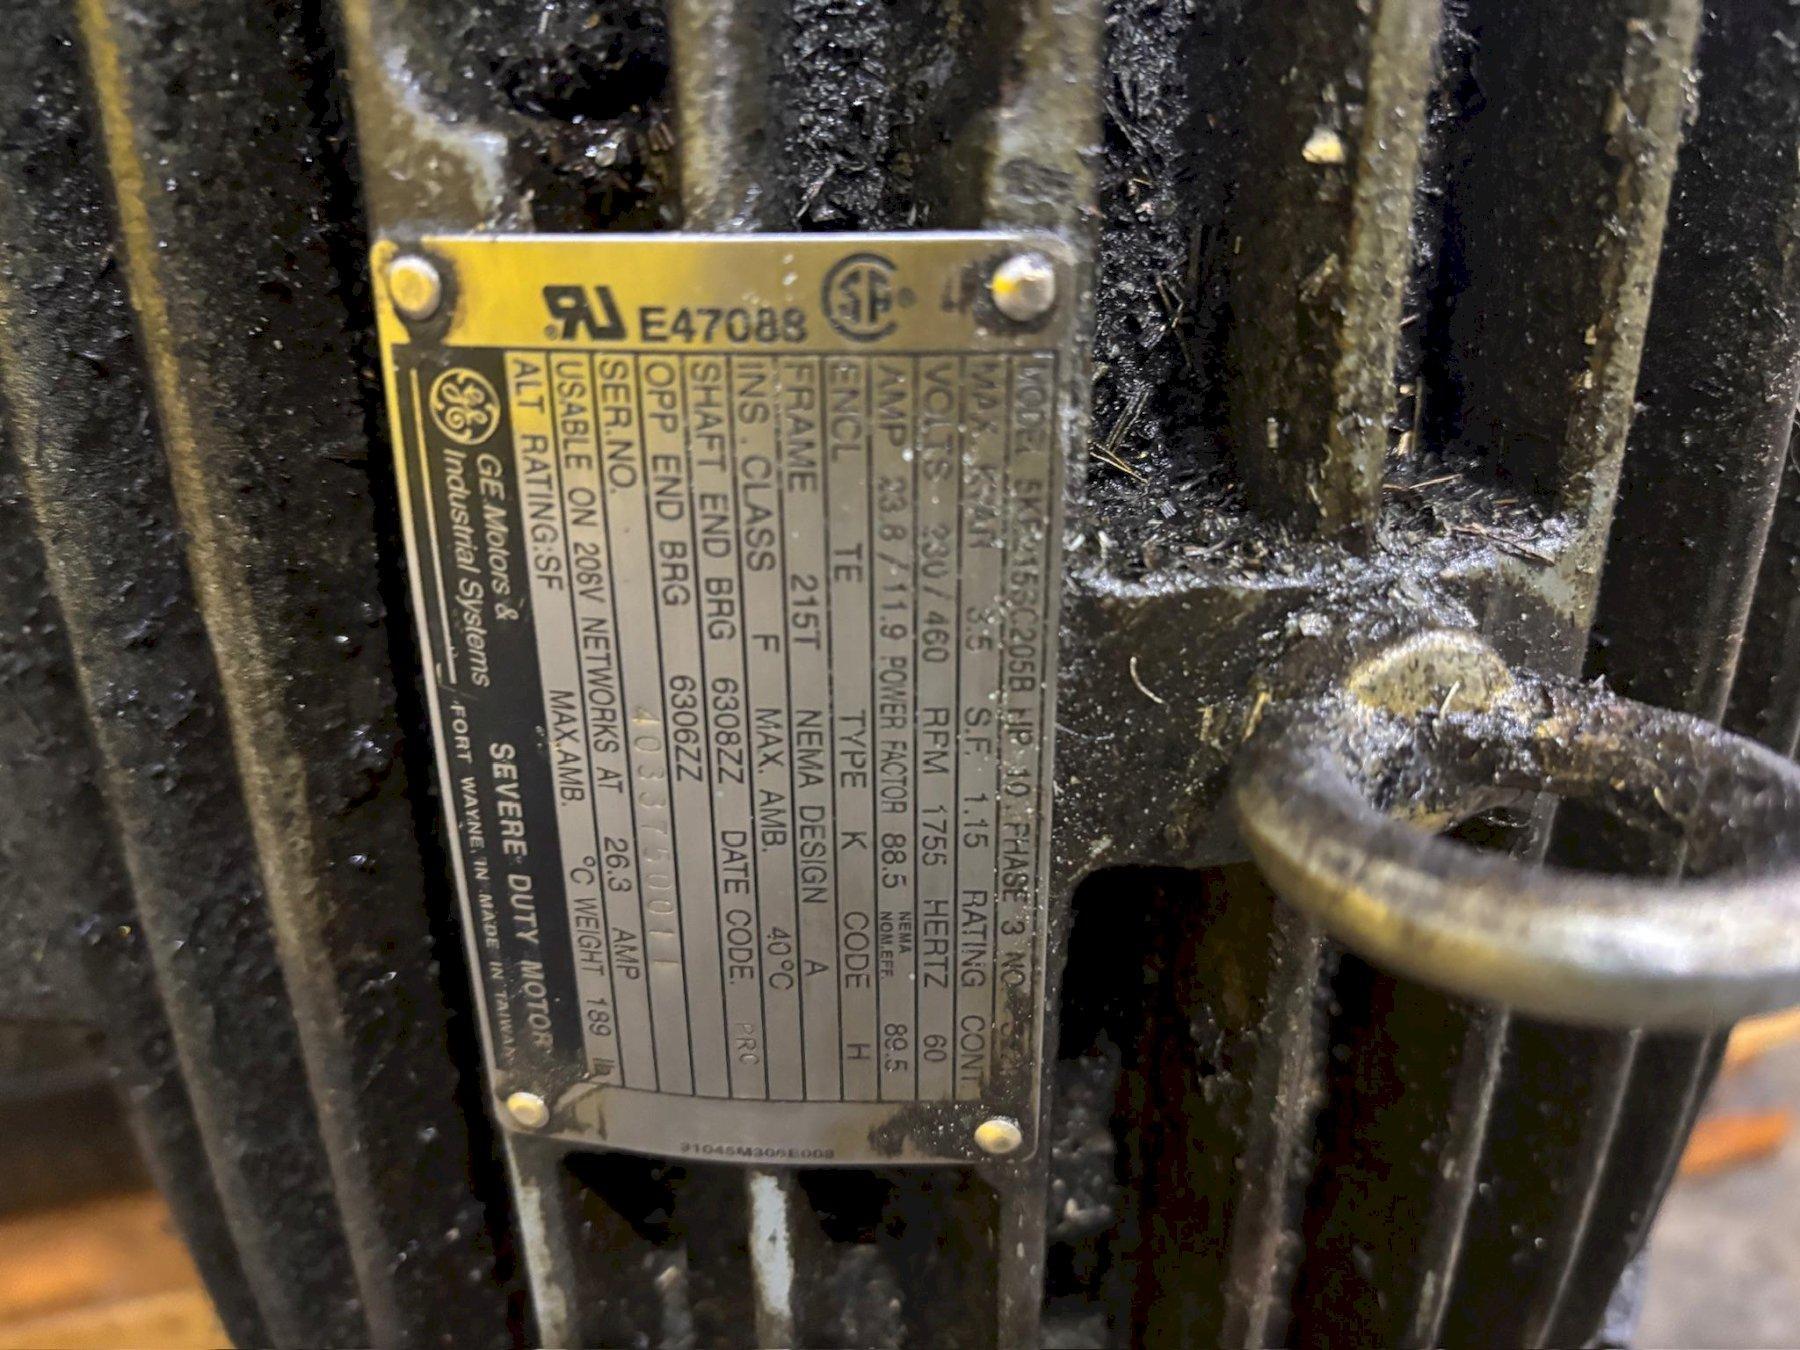 E47088
MODEL 5KE215SC205B HP 10 PHASE 3 NO.
MAX. KVAR 3.5 S.F. 1.15 RATING CONT
VOLTS 230/460 RPM 1755 HERTZ 60
AMP 23.8/11.9 POWER FACTOR 88.5 NEMA NOM.EFF. 89.5
ENCL TE TYPE K CODE H
FRAME 215T NEMA DESIGN A
INS. CLASS F MAX. AMB. 40°C
SHAFT END BRG 6308ZZ DATE CODE. PRC
OPP END BRG 6306ZZ
SER.NO. 4033750011
USABLE ON 206V NETWORKS AT 26.3 AMP
ALT RATING:SF MAX.AMB. °C WEIGHT 189 lb
GE Motors & SEVERE DUTY MOTOR
Industrial Systems FORT WAYNE, IN MADE IN TAIWAN
31045M306E008